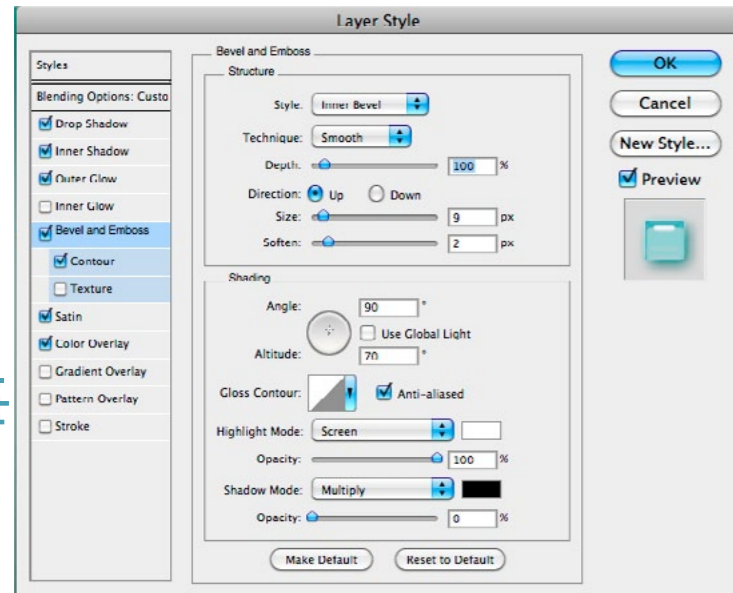 Layer Style
Styles
Blending Options: Custo
Drop Shadow
Inner Shadow
Outer Glow
Inner Glow
Bevel and Emboss
Contour
Texture
Satin
Color Overlay
Gradient Overlay
Pattern Overlay
Stroke
Bevel and Emboss
Structure
Style: Inner Bevel
Technique: Smooth
Depth: 100 %
Direction: Up Down
Size: 9 px
Soften: 2 px
Shading
Angle: 90 °
Use Global Light
Altitude: 70 °
Gloss Contour: Anti-aliased
Highlight Mode: Screen
Opacity: 100 %
Shadow Mode: Multiply
Opacity: 0 %
Make Default Reset to Default
OK
Cancel
New Style...
Preview